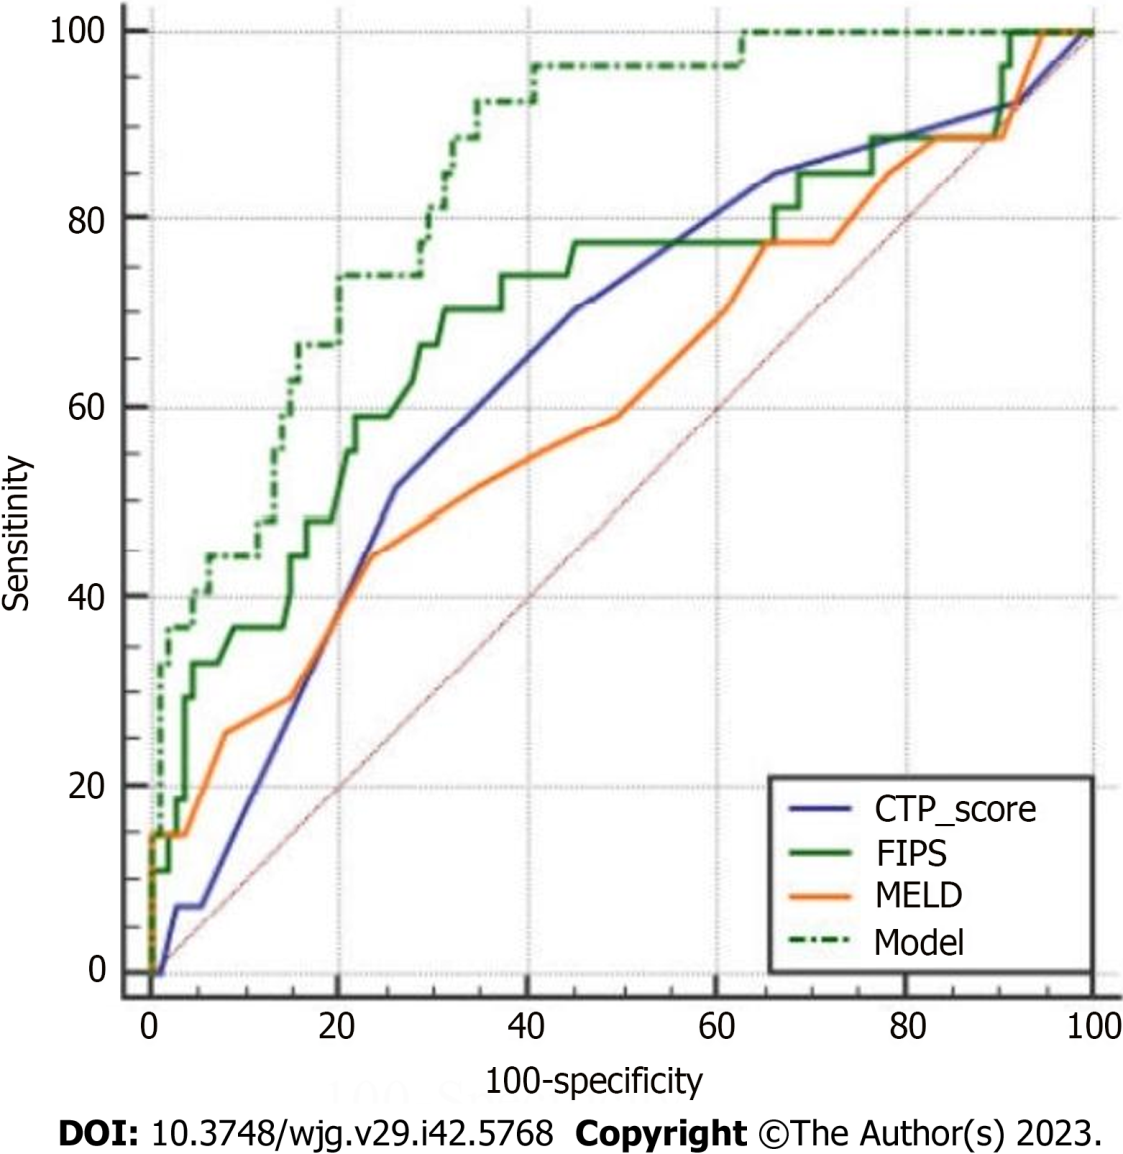 100
80
60
40
20
0
Sensitinity
CTP_score
FIPS
MELD
Model
0 20 40 60 80 100
100-specificity
DOI: 10.3748/wjg.v29.i42.5768 Copyright ©The Author(s) 2023.